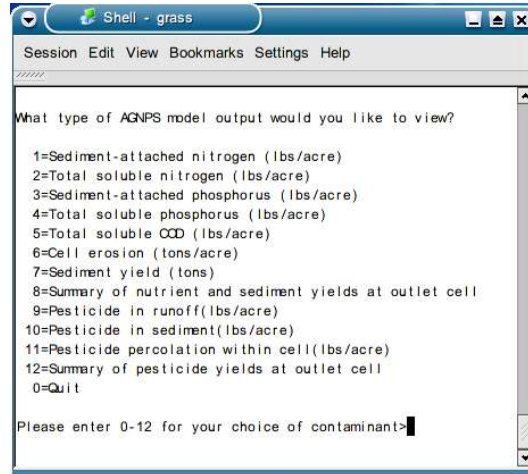 Shell - grass
Session Edit View Bookmarks Settings Help
What type of AGNPS model output would you like to view?
1=Sediment-attached nitrogen (lbs/acre)
2=Total soluble nitrogen (lbs/acre)
3=Sediment-attached phosphorus (lbs/acre)
4=Total soluble phosphorus (lbs/acre)
5=Total soluble COD (lbs/acre)
6=Cell erosion (tons/acre)
7=Sediment yield (tons)
8=Summary of nutrient and sediment yields at outlet cell
9=Pesticide in runoff(lbs/acre)
10=Pesticide in sediment(lbs/acre)
11=Pesticide percolation within cell(lbs/acre)
12=Summary of pesticide yields at outlet cell
0=Quit
Please enter 0-12 for your choice of contaminant>